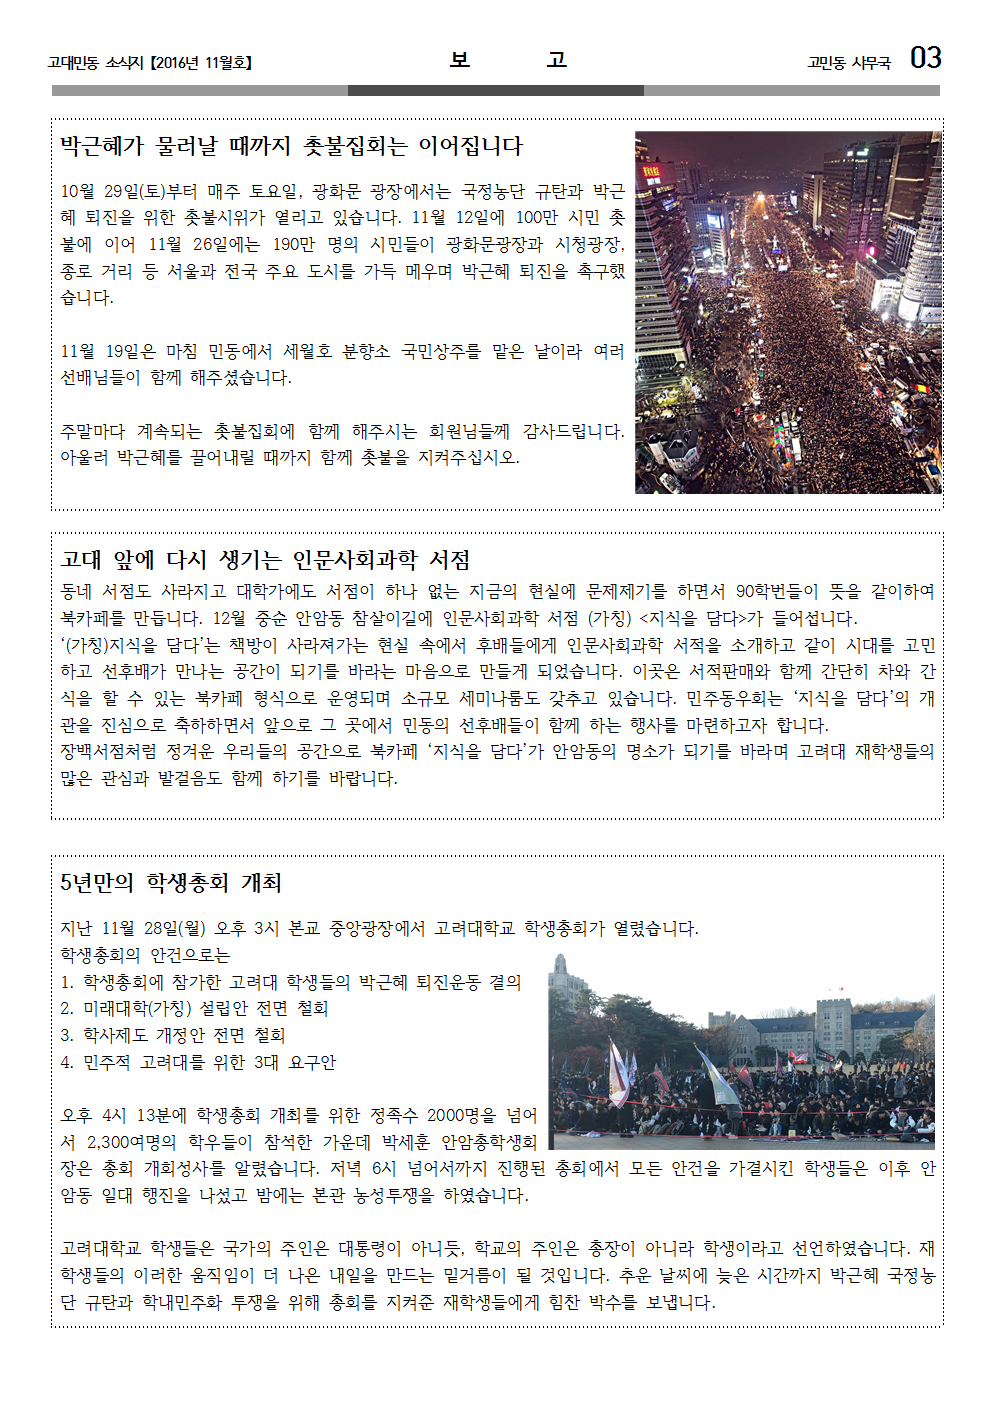 고대민동 소식지【2016년 11월호】
보 고
고민동 사무국 03
박근혜가 물러날 때까지 촛불집회는 이어집니다
10월 29일(토)부터 매주 토요일, 광화문 광장에서는 국정농단 규탄과 박근
혜 퇴진을 위한 촛불시위가 열리고 있습니다. 11월 12일에 100만 시민 촛
불에 이어 11월 26일에는 190만 명의 시민들이 광화문광장과 시청광장,
종로 거리 등 서울과 전국 주요 도시를 가득 메우며 박근혜 퇴진을 촉구했
습니다.
11월 19일은 마침 민동에서 세월호 분향소 국민상주를 맡은 날이라 여러
선배님들이 함께 해주셨습니다.
주말마다 계속되는 촛불집회에 함께 해주시는 회원님들께 감사드립니다.
아울러 박근혜를 끌어내릴 때까지 함께 촛불을 지켜주십시오.
고대 앞에 다시 생기는 인문사회과학 서점
동네 서점도 사라지고 대학가에도 서점이 하나 없는 지금의 현실에 문제제기를 하면서 90학번들이 뜻을 같이하여
북카페를 만듭니다. 12월 중순 안암동 참살이길에 인문사회과학 서점 (가칭) <지식을 담다>가 들어섭니다.
‘(가칭)지식을 담다’는 책방이 사라져가는 현실 속에서 후배들에게 인문사회과학 서적을 소개하고 같이 시대를 고민
하고 선후배가 만나는 공간이 되기를 바라는 마음으로 만들게 되었습니다. 이곳은 서적판매와 함께 간단히 차와 간
식을 할 수 있는 북카페 형식으로 운영되며 소규모 세미나룸도 갖추고 있습니다. 민주동우회는 ‘지식을 담다’의 개
관을 진심으로 축하하면서 앞으로 그 곳에서 민동의 선후배들이 함께 하는 행사를 마련하고자 합니다.
장백서점처럼 정겨운 우리들의 공간으로 북카페 ‘지식을 담다’가 안암동의 명소가 되기를 바라며 고려대 재학생들의
많은 관심과 발걸음도 함께 하기를 바랍니다.
5년만의 학생총회 개최
지난 11월 28일(월) 오후 3시 본교 중앙광장에서 고려대학교 학생총회가 열렸습니다.
학생총회의 안건으로는
1. 학생총회에 참가한 고려대 학생들의 박근혜 퇴진운동 결의
2. 미래대학(가칭) 설립안 전면 철회
3. 학사제도 개정안 전면 철회
4. 민주적 고려대를 위한 3대 요구안
오후 4시 13분에 학생총회 개최를 위한 정족수 2000명을 넘어
서 2,300여명의 학우들이 참석한 가운데 박세훈 안암총학생회
장은 총회 개회성사를 알렸습니다. 저녁 6시 넘어서까지 진행된 총회에서 모든 안건을 가결시킨 학생들은 이후 안
암동 일대 행진을 나섰고 밤에는 본관 농성투쟁을 하였습니다.
고려대학교 학생들은 국가의 주인은 대통령이 아니듯, 학교의 주인은 총장이 아니라 학생이라고 선언하였습니다. 재
학생들의 이러한 움직임이 더 나은 내일을 만드는 밑거름이 될 것입니다. 추운 날씨에 늦은 시간까지 박근혜 국정농
단 규탄과 학내민주화 투쟁을 위해 총회를 지켜준 재학생들에게 힘찬 박수를 보냅니다.